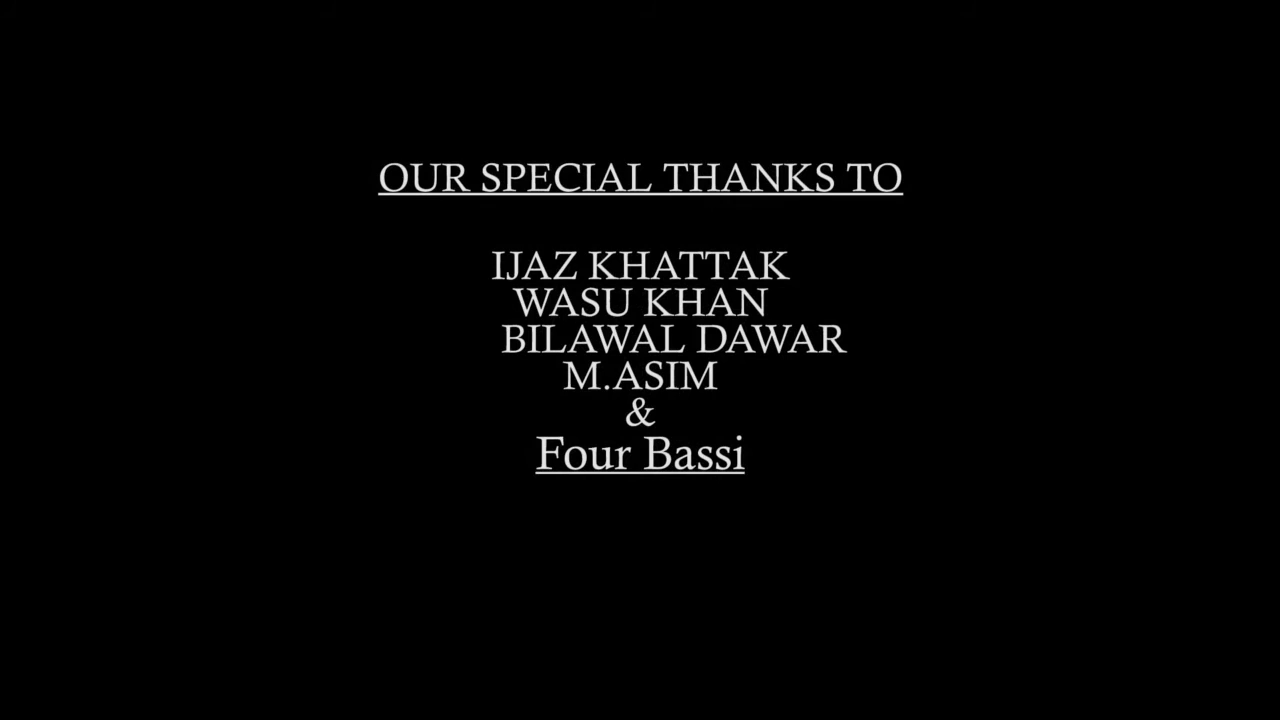 OUR SPECIAL THANKS TO
IJAZ KHATTAK
WASU KHAN
BILAWAL DAWAR
M.ASIM
&
Four Bassi